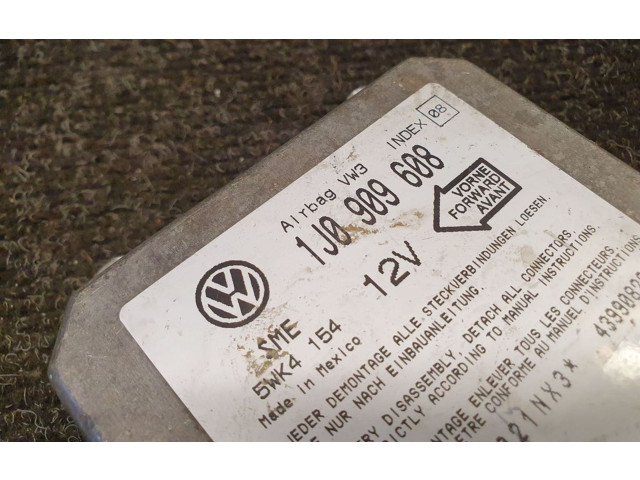 Airbag VW3 INDEX 08
1J0 909 608
12V
VORNE
FORWARD
AVANT
VW
SME
5WK4 154
Made in Mexico
JEDER DEMONTAGE ALLE STECKVERBINDUNGEN LOESEN.
NUR NACH EINBAUANLEITUNG.
DISASSEMBLY, DETACH ALL CONNECTORS.
ACCORDING TO MANUAL INSTRUCTIONS.
ENLEVER TOUS LES CONNECTEURS
CONFORME AU MANUEL D'INSTRUCTIONS